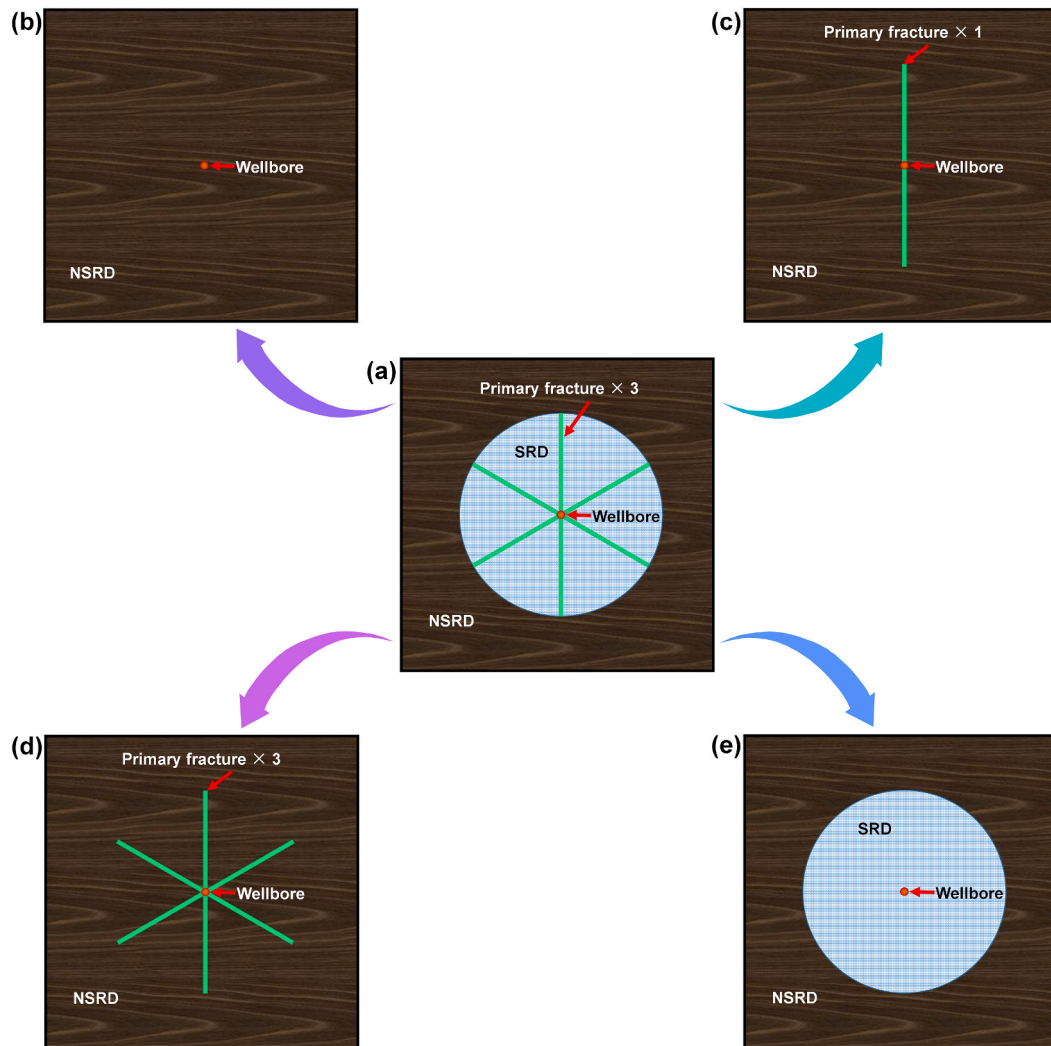 (b)
Wellbore
NSRD
(c)
Primary fracture × 1
Wellbore
NSRD
(a)
Primary fracture × 3
SRD
Wellbore
NSRD
(d)
Primary fracture × 3
Wellbore
NSRD
(e)
SRD
Wellbore
NSRD